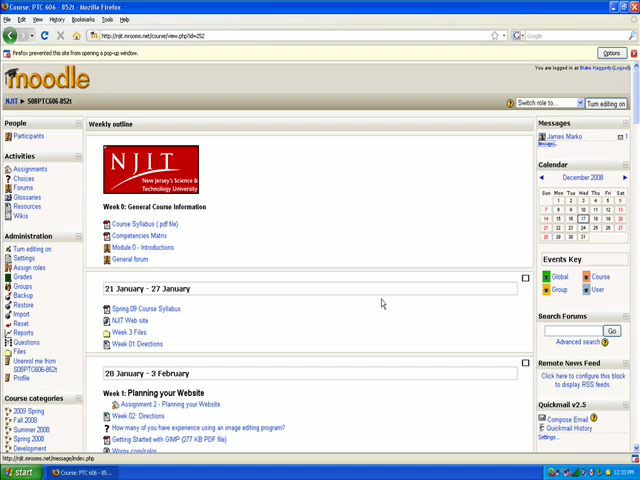 Course: PTC 606 - 852t - Mozilla Firefox
File Edit View History Bookmarks Tools Help
http://njit.mrooms.net/course/view.php?id=252
Google
Firefox prevented this site from opening a pop-up window.
Options
moodle
You are logged in as Blake Haggerty (Logout)
NJIT ► S08PTC606-852t
Switch role to...
Turn editing on
People
Participants
Activities
Assignments
Choices
Forums
Glossaries
Resources
Wikis
Administration
Turn editing on
Settings
Assign roles
Grades
Groups
Backup
Restore
Import
Reset
Reports
Questions
Files
Unenrol me from
S08PTC606-852t
Profile
Course categories
2009 Spring
Fall 2008
Summer 2008
Spring 2008
Development
Weekly outline
NJIT
New Jersey's Science &
Technology University
Week 0: General Course Information
Course Syllabus (.pdf file)
Competencies Matrix
Module 0 - Introductions
General forum
21 January - 27 January
Spring 09 Course Syllabus
NJIT Web site
Week 3 Files
Week 01 Directions
28 January - 3 February
Week 1: Planning your Website
Assignment 2 - Planning your Website
Week 02: Directions
How many of you have experience using an image editing program?
Getting Started with GIMP (277 KB PDF file)
Worqx.com/color
Messages
James Marko 1
Messages...
Calendar
December 2008
Sun Mon Tue Wed Thu Fri Sat
1 2 3 4 5 6
7 8 9 10 11 12 13
14 15 16 17 18 19 20
21 22 23 24 25 26 27
28 29 30 31
Events Key
Global Course
Group User
Search Forums
Go
Advanced search
Remote News Feed
Click here to configure this block
to display RSS feeds.
Quickmail v2.5
Compose Email
Quickmail History
Settings...
http://njit.mrooms.net/message/index.php
start
Course: PTC 606 - 85...
12:33 PM